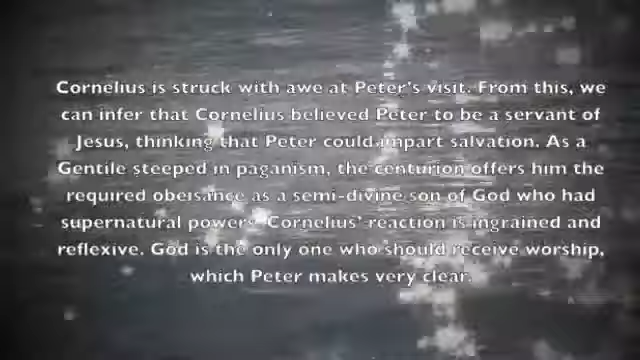 Cornelius is struck with awe at Peter's visit. From this, we
can infer that Cornelius believed Peter to be a servant of
Jesus, thinking that Peter could impart salvation. As a
Gentile steeped in paganism, the centurion offers him the
required obeisance as a semi-divine son of God who had
supernatural powers. Cornelius' reaction is ingrained and
reflexive. God is the only one who should receive worship,
which Peter makes very clear.